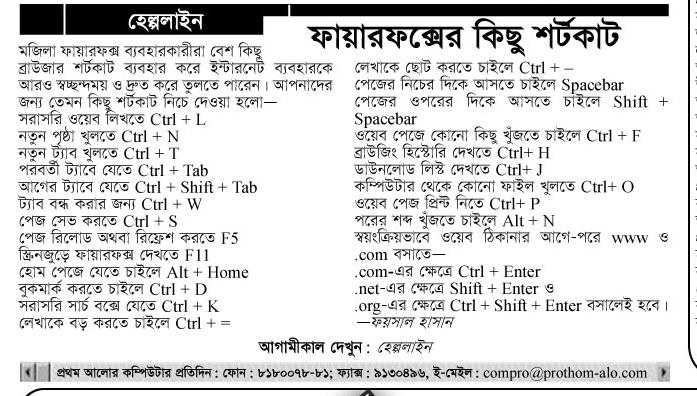 হেল্পলাইন
ফায়ারফক্সের কিছু শর্টকাট
মজিলা ফায়ারফক্স ব্যবহারকারীরা বেশ কিছু
ব্রাউজার শর্টকাট ব্যবহার করে ইন্টারনেট ব্যবহারকে
আরও স্বচ্ছন্দময় ও দ্রুত করে তুলতে পারেন। আপনাদের
জন্য তেমন কিছু শর্টকাট নিচে দেওয়া হলো—
সরাসরি ওয়েব লিখতে Ctrl + L
নতুন পৃষ্ঠা খুলতে Ctrl + N
নতুন ট্যাব খুলতে Ctrl + T
পরবর্তী ট্যাবে যেতে Ctrl + Tab
আগের ট্যাবে যেতে Ctrl + Shift + Tab
ট্যাব বন্ধ করার জন্য Ctrl + W
পেজ সেভ করতে Ctrl + S
পেজ রিলোড অথবা রিফ্রেশ করতে F5
স্ক্রিনজুড়ে ফায়ারফক্স দেখতে F11
হোম পেজে যেতে চাইলে Alt + Home
বুকমার্ক করতে চাইলে Ctrl + D
সরাসরি সার্চ বক্সে যেতে Ctrl + K
লেখাকে বড় করতে চাইলে Ctrl + =
লেখাকে ছোট করতে চাইলে Ctrl + –
পেজের নিচের দিকে আসতে চাইলে Spacebar
পেজের ওপরের দিকে আসতে চাইলে Shift +
Spacebar
ওয়েব পেজে কোনো কিছু খুঁজতে চাইলে Ctrl + F
ব্রাউজিং হিস্টোরি দেখতে Ctrl+ H
ডাউনলোড লিস্ট দেখতে Ctrl+ J
কম্পিউটার থেকে কোনো ফাইল খুলতে Ctrl+ O
ওয়েব পেজ প্রিন্ট নিতে Ctrl+ P
পরের শব্দ খুঁজতে চাইলে Alt + N
স্বয়ংক্রিয়ভাবে ওয়েব ঠিকানার আগে-পরে www ও
.com বসাতে—
.com-এর ক্ষেত্রে Ctrl + Enter
.net-এর ক্ষেত্রে Shift + Enter ও
.org-এর ক্ষেত্রে Ctrl + Shift + Enter বসালেই হবে।
—ফয়সাল হাসান
আগামীকাল দেখুন : হেল্পলাইন
প্রথম আলোর কম্পিউটার প্রতিদিন : ফোন : ৮১৮০০৭৮-৮১; ফ্যাক্স : ৯১৩০৪৯৬, ই-মেইল : compro@prothom-alo.com